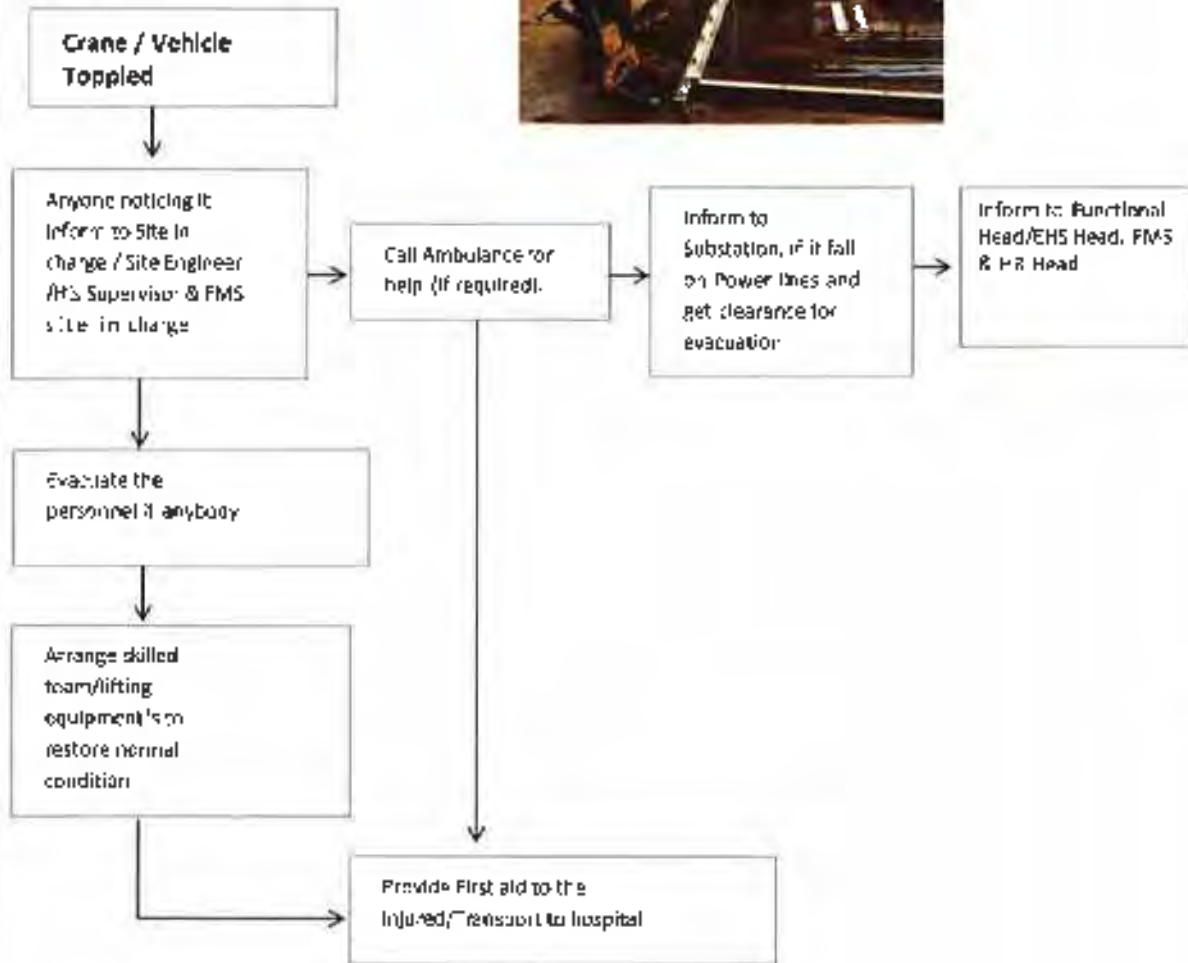 Crane / Vehicle
Toppled
Anyone noticing it
inform to Site in
charge / Site Engineer
/His Supervisor & FMS
site in charge
Call Ambulance for
help (if required).
Inform to
Substation, if it fall
on Power lines and
get clearance for
evacuation
Inform to Functional
Head/EHS Head, FMS
& HR Head
Evacuate the
personnel if anybody
Arrange skilled
team/lifting
equipment's to
restore normal
condition
Provide First aid to the
Injured/Transport to hospital